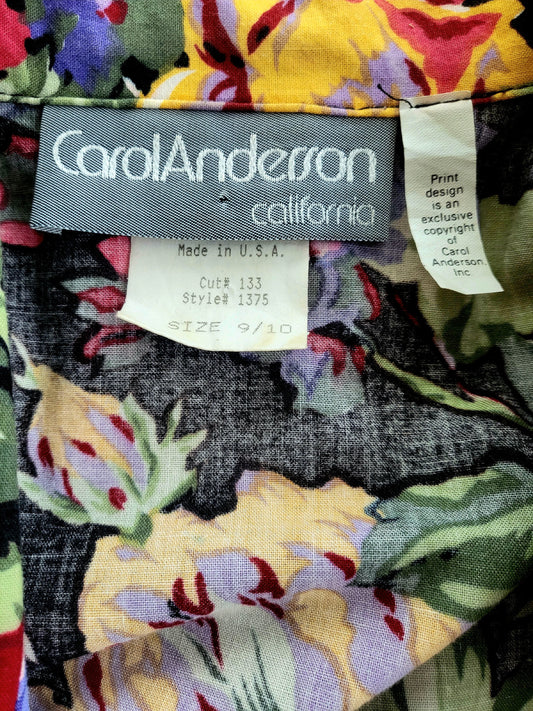 CarolAnderson
california
Made in U.S.A.
Cut# 133
Style# 1375
SIZE 9/10
Print
design
is an
exclusive
copyright
of
Carol
Anderson,
Inc.